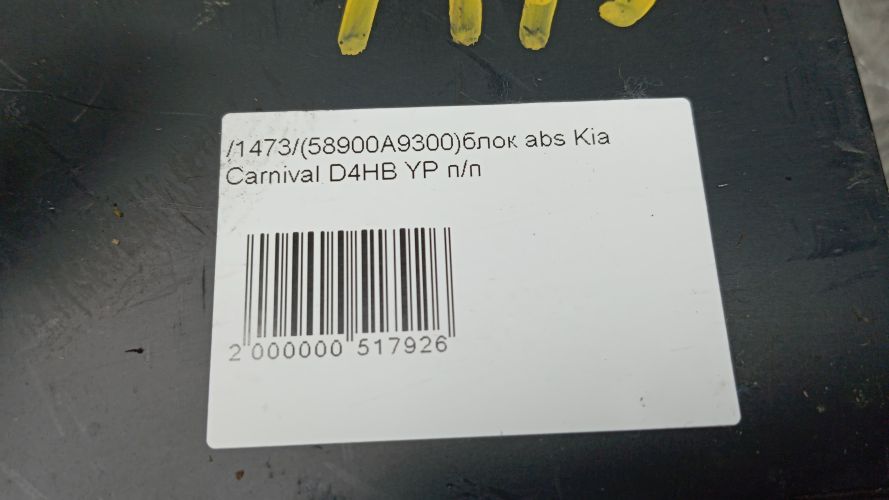 /1473/(58900A9300)блок abs Kia
Carnival D4HB YP п/п
2 000000 517926